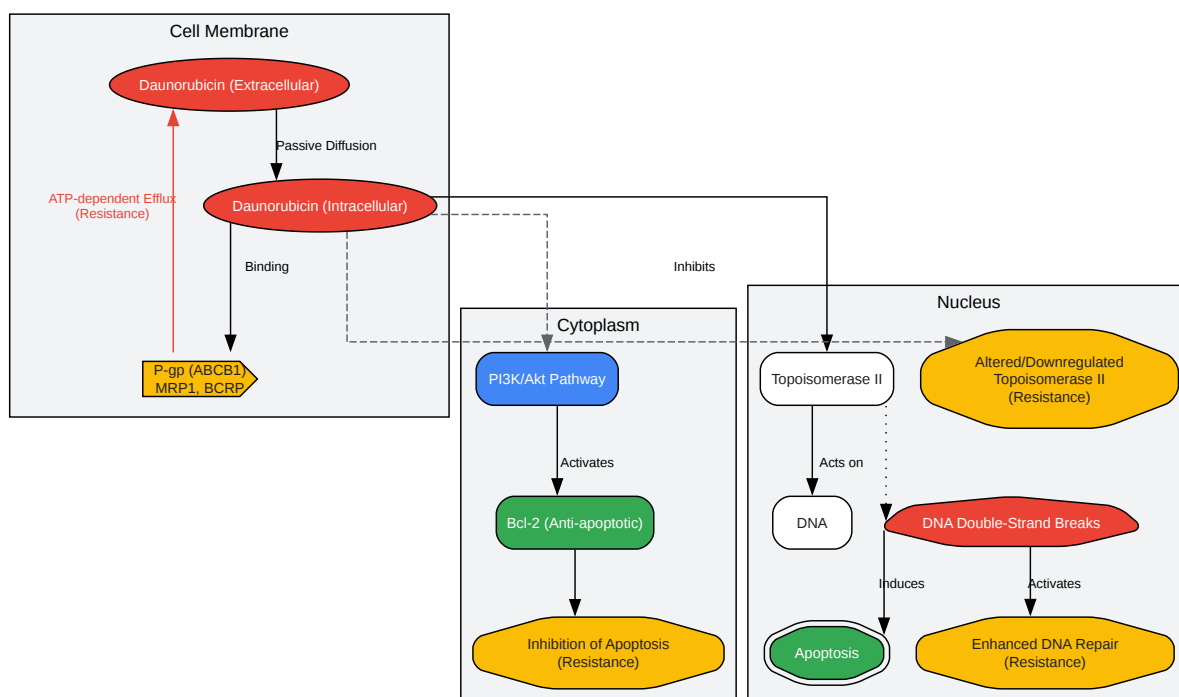 Cell Membrane
Daunorubicin (Extracellular)
Passive Diffusion
ATP-dependent Efflux
(Resistance)
Daunorubicin (Intracellular)
Binding
Inhibits
P-gp (ABCB1)
MRP1, BCRP
Cytoplasm
PI3K/Akt Pathway
Activates
Bcl-2 (Anti-apoptotic)
Inhibition of Apoptosis
(Resistance)
Nucleus
Topoisomerase II
Altered/Downregulated
Topoisomerase II
(Resistance)
Acts on
DNA
DNA Double-Strand Breaks
Induces
Activates
Apoptosis
Enhanced DNA Repair
(Resistance)